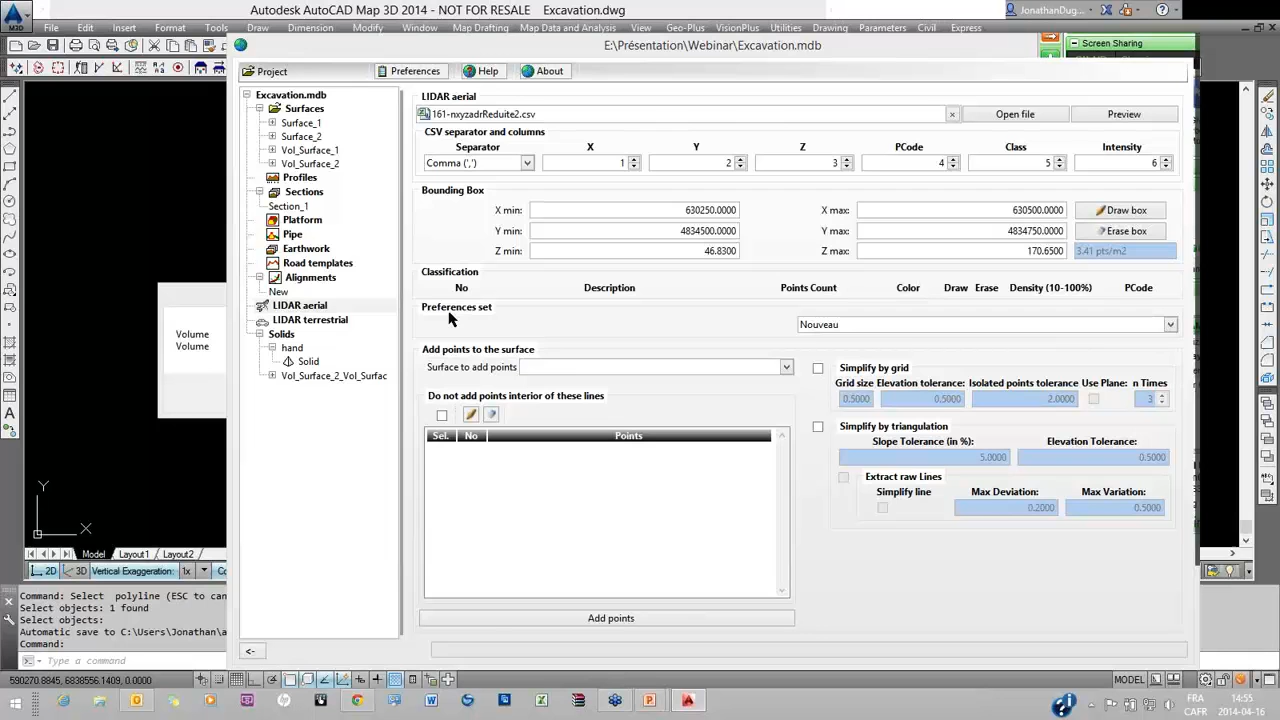 Autodesk AutoCAD Map 3D 2014 - NOT FOR RESALE Excavation.dwg
JonathanDug...
File Edit Insert Format Tools Draw Dimension Modify Window Map Drafting Map Data and Analysis View Geo-Plus VisionPlus Utilities Drawing Parameters Civil Express
E:\Présentation\Webinar\Excavation.mdb
Screen Sharing
Project Preferences Help About
Excavation.mdb
Surfaces
Surface_1
Surface_2
Vol_Surface_1
Vol_Surface_2
Profiles
Sections
Section_1
Platform
Pipe
Earthwork
Road templates
Alignments
New
LIDAR aerial
LIDAR terrestrial
Solids
hand
Solid
Vol_Surface_2_Vol_Surfac
Volume
Volume
LIDAR aerial
161-nxyzadrReduite2.csv Open file Preview
CSV separator and columns
Separator X Y Z PCode Class Intensity
Comma (',') 1 2 3 4 5 6
Bounding Box
X min: 630250.0000 X max: 630500.0000 Draw box
Y min: 4834500.0000 Y max: 4834750.0000 Erase box
Z min: 46.8300 Z max: 170.6500 3.41 pts/m2
Classification
No Description Points Count Color Draw Erase Density (10-100%) PCode
Preferences set
Nouveau
Add points to the surface
Surface to add points
Do not add points interior of these lines
Sel. No Points
Add points
Simplify by grid
Grid size Elevation tolerance: Isolated points tolerance Use Plane: n Times
0.5000 0.5000 2.0000 3
Simplify by triangulation
Slope Tolerance (in %): Elevation Tolerance:
5.0000 0.5000
Extract raw Lines
Simplify line Max Deviation: Max Variation:
0.2000 0.5000
<-
Y
X
Model Layout1 Layout2
2D 3D Vertical Exaggeration: 1x
Command: Select polyline (ESC to can
Select objects: 1 found
Select objects:
Automatic save to C:\Users\Jonathan\a
Command:
Type a command
590270.8845, 6838556.1409, 0.0000
MODEL
FRA
CAFR
14:55
2014-04-16